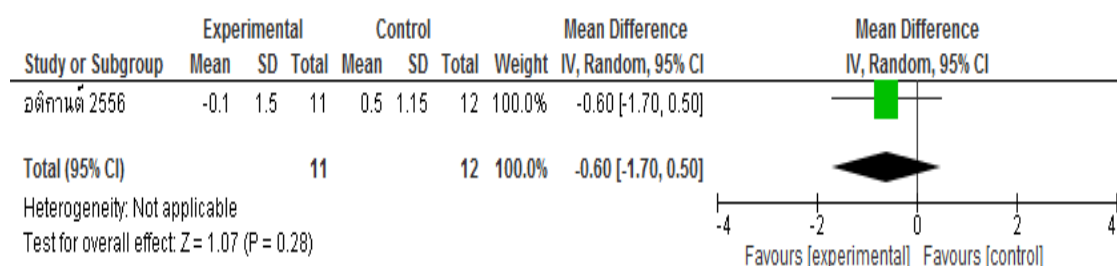 Experimental Control Mean Difference Mean Difference
Study or Subgroup Mean SD Total Mean SD Total Weight IV, Random, 95% CI IV, Random, 95% CI
อติกานต์ 2556 -0.1 1.5 11 0.5 1.15 12 100.0% -0.60 [-1.70, 0.50]
Total (95% CI) 11 12 100.0% -0.60 [-1.70, 0.50]
Heterogeneity: Not applicable
Test for overall effect: Z = 1.07 (P = 0.28)
-4 -2 0 2 4
Favours [experimental] Favours [control]